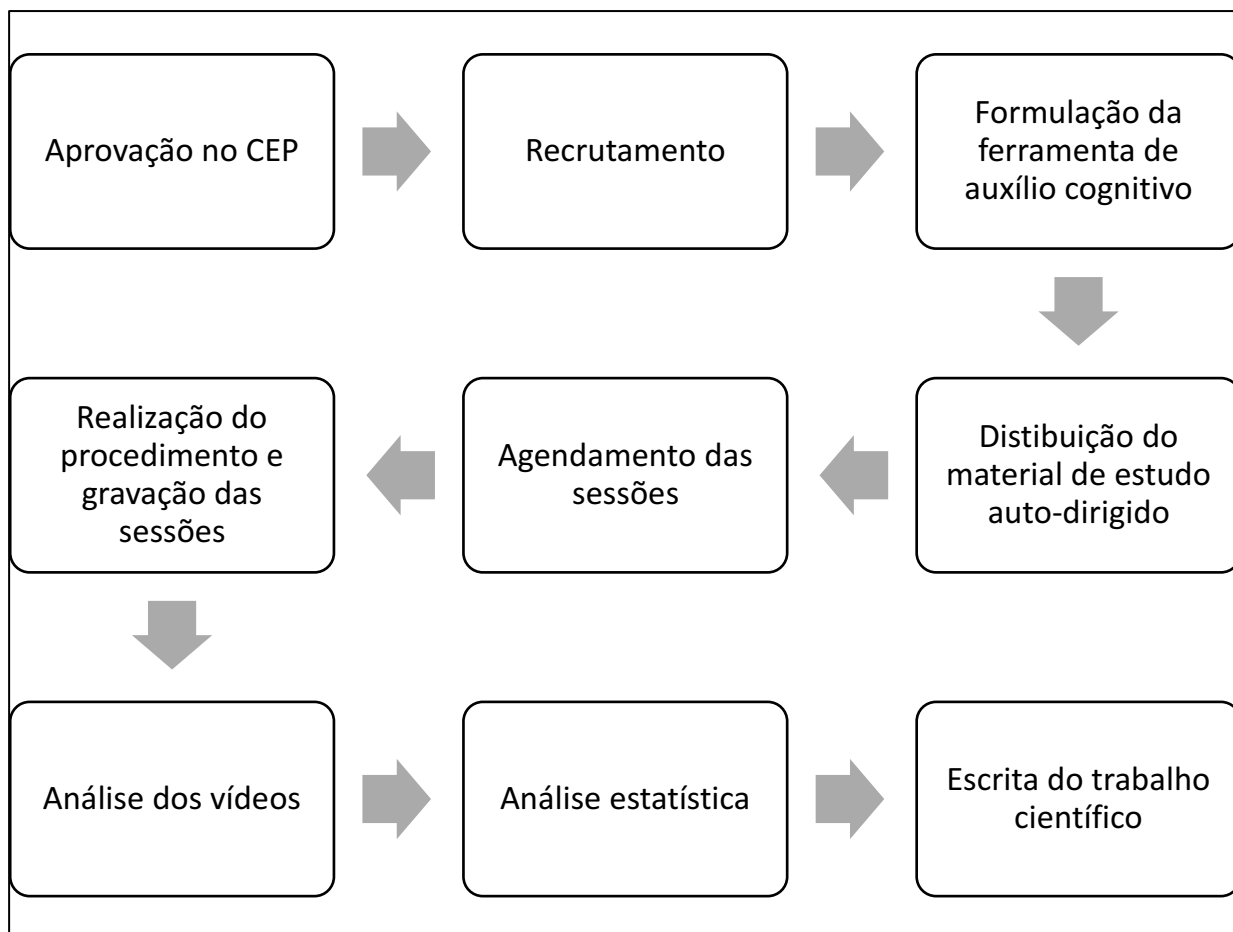 Aprovação no CEP
Recrutamento
Formulação da
ferramenta de
auxílio cognitivo
Distibuição do
material de estudo
auto-dirigido
Agendamento das
sessões
Realização do
procedimento e
gravação das
sessões
Análise dos vídeos
Análise estatística
Escrita do trabalho
científico